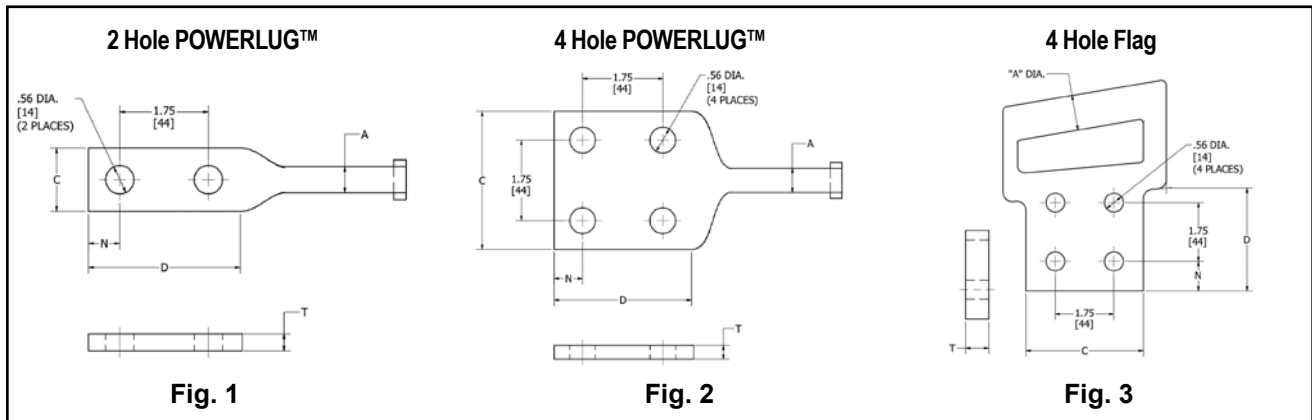 2 Hole POWERLUG™
.56 DIA.
[14]
(2 PLACES)
1.75
[44]
A
C
N
D
T
Fig. 1
4 Hole POWERLUG™
1.75
[44]
.56 DIA.
[14]
(4 PLACES)
A
C
1.75
[44]
N
D
T
Fig. 2
4 Hole Flag
"A" DIA.
.56 DIA.
[14]
(4 PLACES)
1.75
[44]
D
N
1.75
[44]
T
C
Fig. 3